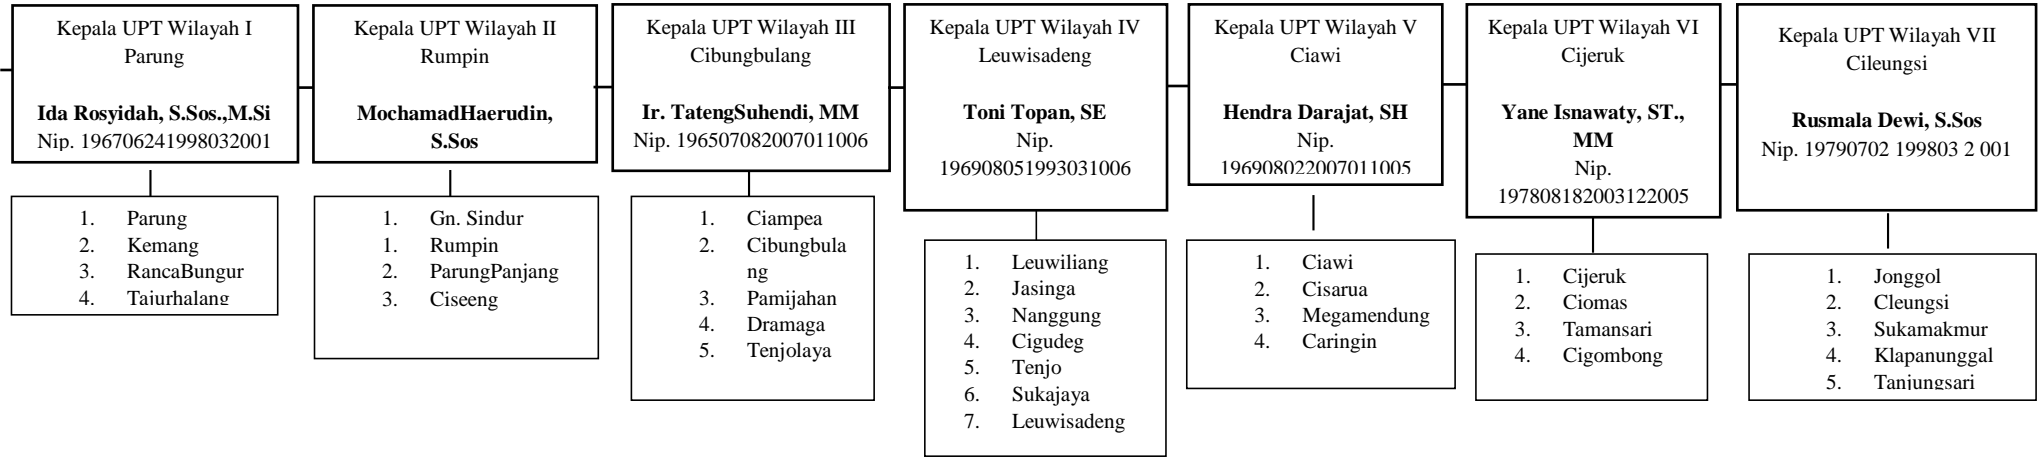 Kepala UPT Wilayah I
Parung
Ida Rosyidah, S.Sos.,M.Si
Nip. 196706241998032001
1. Parung
2. Kemang
3. RancaBungur
4. Tajurhalang
Kepala UPT Wilayah II
Rumpin
MochamadHaerudin,
S.Sos
1. Gn. Sindur
1. Rumpin
2. ParungPanjang
3. Ciseeng
Kepala UPT Wilayah III
Cibungbulang
Ir. TatengSuhendi, MM
Nip. 196507082007011006
1. Ciampea
2. Cibungbula
ng
3. Pamijahan
4. Dramaga
5. Tenjolaya
Kepala UPT Wilayah IV
Leuwisadeng
Toni Topan, SE
Nip.
196908051993031006
1. Leuwiliang
2. Jasinga
3. Nanggung
4. Cigudeg
5. Tenjo
6. Sukajaya
7. Leuwisadeng
Kepala UPT Wilayah V
Ciawi
Hendra Darajat, SH
Nip.
196908022007011005
1. Ciawi
2. Cisarua
3. Megamendung
4. Caringin
Kepala UPT Wilayah VI
Cijeruk
Yane Isnawaty, ST.,
MM
Nip.
197808182003122005
1. Cijeruk
2. Ciomas
3. Tamansari
4. Cigombong
Kepala UPT Wilayah VII
Cileungsi
Rusmala Dewi, S.Sos
Nip. 19790702 199803 2 001
1. Jonggol
2. Cleungsi
3. Sukamakmur
4. Klapanunggal
5. Tanjungsari